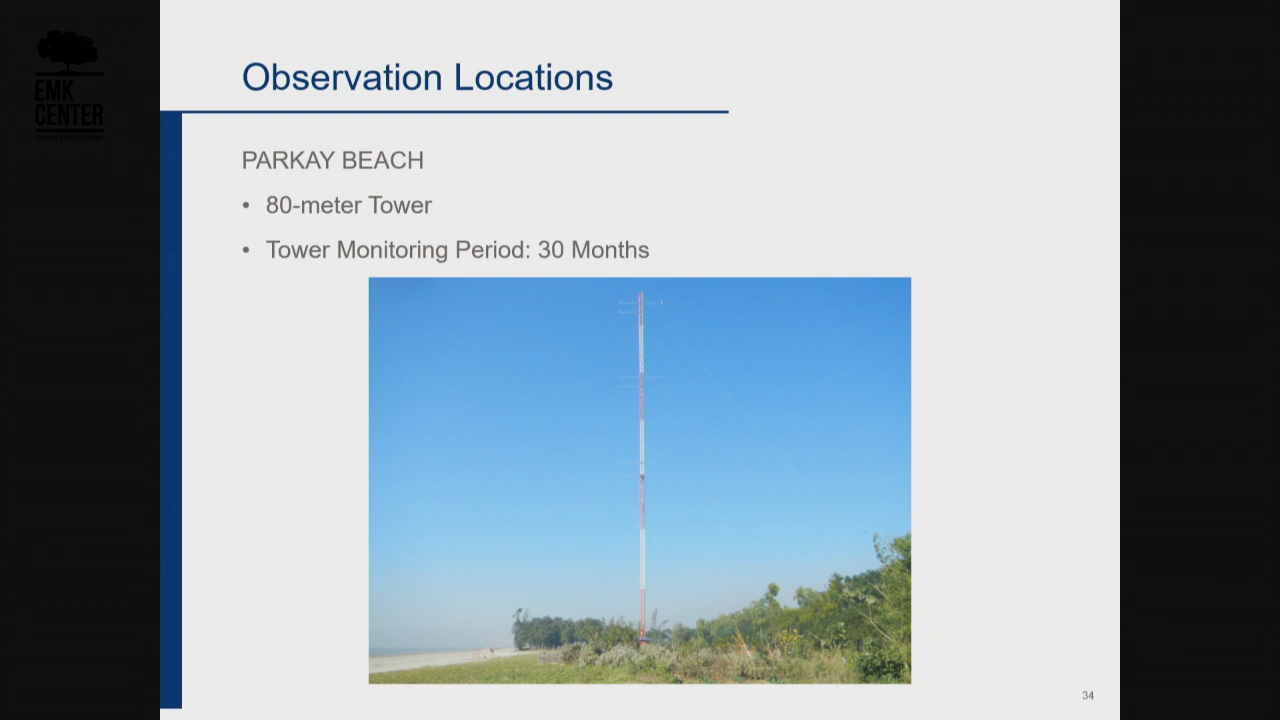 EMK
CENTER
Observation Locations
PARKAY BEACH
• 80-meter Tower
• Tower Monitoring Period: 30 Months
34